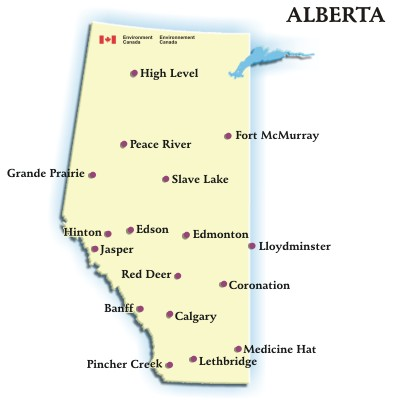 ALBERTA
Environment Environnement
Canada Canada
High Level
Fort McMurray
Peace River
Grande Prairie
Slave Lake
Hinton
Edson
Edmonton
Jasper
Lloydminster
Red Deer
Coronation
Banff
Calgary
Medicine Hat
Pincher Creek
Lethbridge